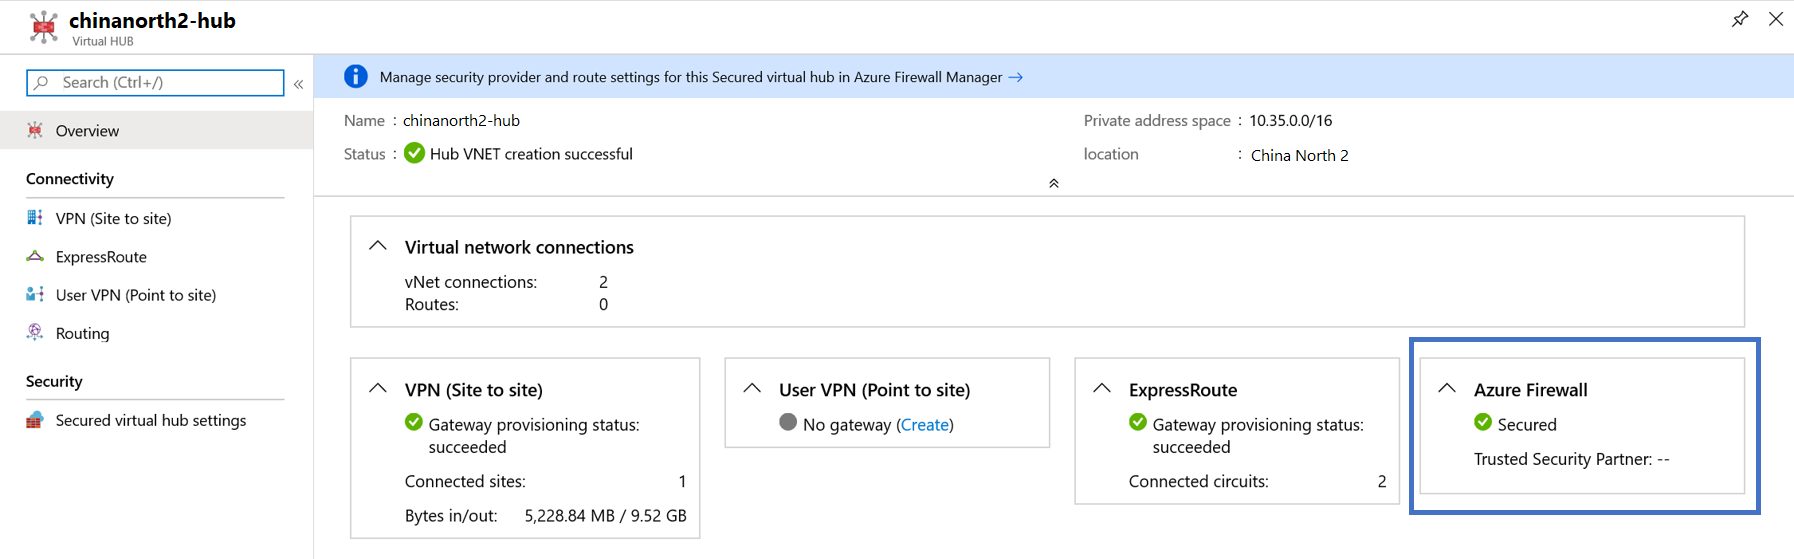 chinanorth2-hub
Virtual HUB
Search (Ctrl+/)
«
Overview
Connectivity
VPN (Site to site)
ExpressRoute
User VPN (Point to site)
Routing
Security
Secured virtual hub settings
Manage security provider and route settings for this Secured virtual hub in Azure Firewall Manager →
Name : chinanorth2-hub
Status : Hub VNET creation successful
Private address space : 10.35.0.0/16
location : China North 2
Virtual network connections
vNet connections: 2
Routes: 0
VPN (Site to site)
Gateway provisioning status:
succeeded
Connected sites: 1
Bytes in/out: 5,228.84 MB / 9.52 GB
User VPN (Point to site)
No gateway (Create)
ExpressRoute
Gateway provisioning status:
succeeded
Connected circuits: 2
Azure Firewall
Secured
Trusted Security Partner: --